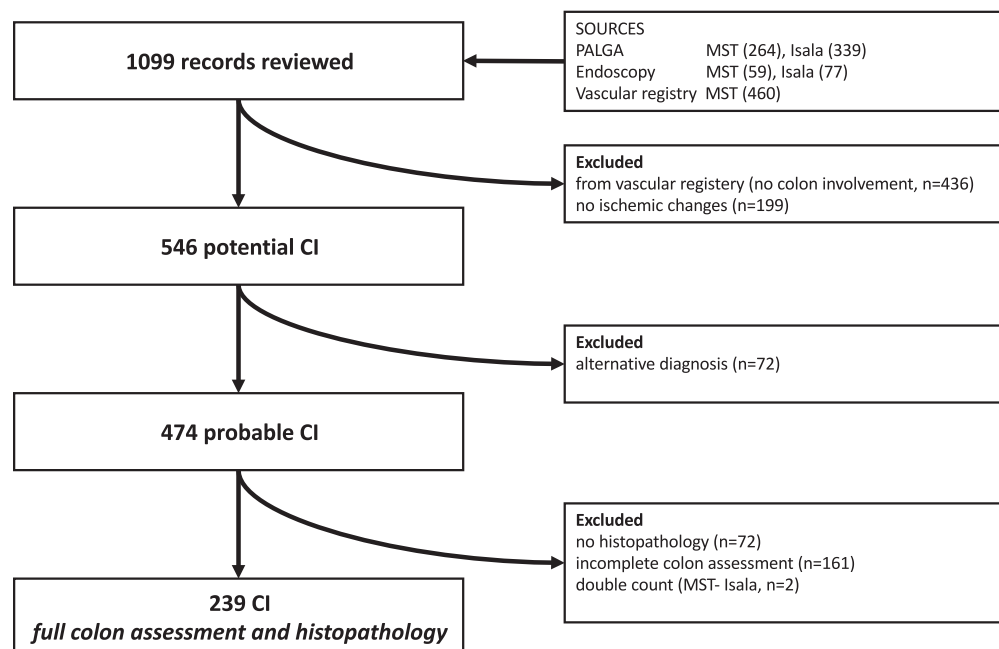 1099 records reviewed
SOURCES
PALGA MST (264), Isala (339)
Endoscopy MST (59), Isala (77)
Vascular registry MST (460)
Excluded
from vascular registery (no colon involvement, n=436)
no ischemic changes (n=199)
546 potential CI
Excluded
alternative diagnosis (n=72)
474 probable CI
Excluded
no histopathology (n=72)
incomplete colon assessment (n=161)
double count (MST- Isala, n=2)
239 CI
full colon assessment and histopathology